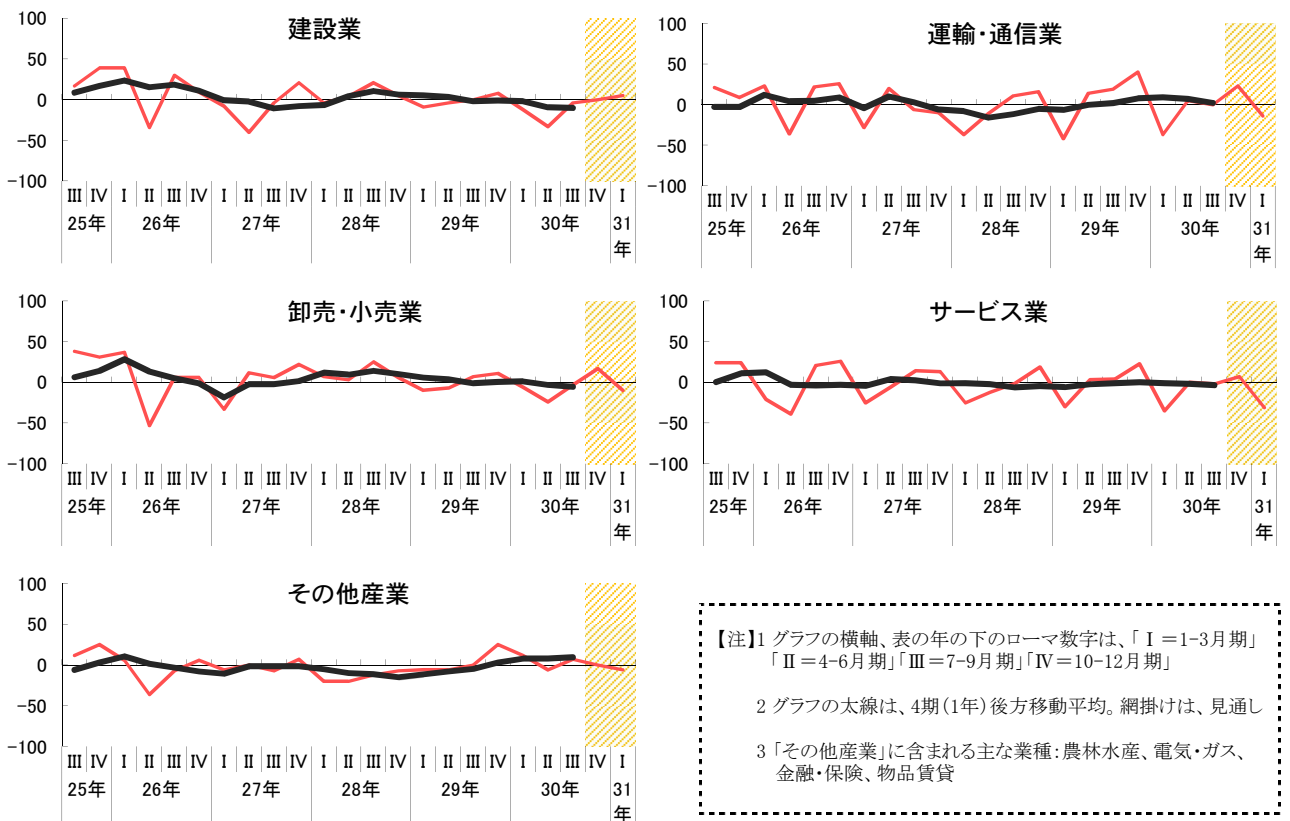 建設業
100
50
0
-50
-100
Ⅲ Ⅳ Ⅰ Ⅱ Ⅲ Ⅳ Ⅰ Ⅱ Ⅲ Ⅳ Ⅰ Ⅱ Ⅲ Ⅳ Ⅰ Ⅱ Ⅲ Ⅳ Ⅰ Ⅱ Ⅲ Ⅳ Ⅰ
25年 26年 27年 28年 29年 30年 31年
運輸・通信業
100
50
0
-50
-100
Ⅲ Ⅳ Ⅰ Ⅱ Ⅲ Ⅳ Ⅰ Ⅱ Ⅲ Ⅳ Ⅰ Ⅱ Ⅲ Ⅳ Ⅰ Ⅱ Ⅲ Ⅳ Ⅰ Ⅱ Ⅲ Ⅳ Ⅰ
25年 26年 27年 28年 29年 30年 31年
卸売・小売業
100
50
0
-50
-100
Ⅲ Ⅳ Ⅰ Ⅱ Ⅲ Ⅳ Ⅰ Ⅱ Ⅲ Ⅳ Ⅰ Ⅱ Ⅲ Ⅳ Ⅰ Ⅱ Ⅲ Ⅳ Ⅰ Ⅱ Ⅲ Ⅳ Ⅰ
25年 26年 27年 28年 29年 30年 31年
サービス業
100
50
0
-50
-100
Ⅲ Ⅳ Ⅰ Ⅱ Ⅲ Ⅳ Ⅰ Ⅱ Ⅲ Ⅳ Ⅰ Ⅱ Ⅲ Ⅳ Ⅰ Ⅱ Ⅲ Ⅳ Ⅰ Ⅱ Ⅲ Ⅳ Ⅰ
25年 26年 27年 28年 29年 30年 31年
その他産業
100
50
0
-50
-100
Ⅲ Ⅳ Ⅰ Ⅱ Ⅲ Ⅳ Ⅰ Ⅱ Ⅲ Ⅳ Ⅰ Ⅱ Ⅲ Ⅳ Ⅰ Ⅱ Ⅲ Ⅳ Ⅰ Ⅱ Ⅲ Ⅳ Ⅰ
25年 26年 27年 28年 29年 30年 31年
【注】1 グラフの横軸、表の年の下のローマ数字は、「Ⅰ＝1-3月期」
「Ⅱ＝4-6月期」「Ⅲ＝7-9月期」「Ⅳ＝10-12月期」
2 グラフの太線は、4期(1年)後方移動平均。網掛けは、見通し
3 「その他産業」に含まれる主な業種：農林水産、電気・ガス、
金融・保険、物品賃貸